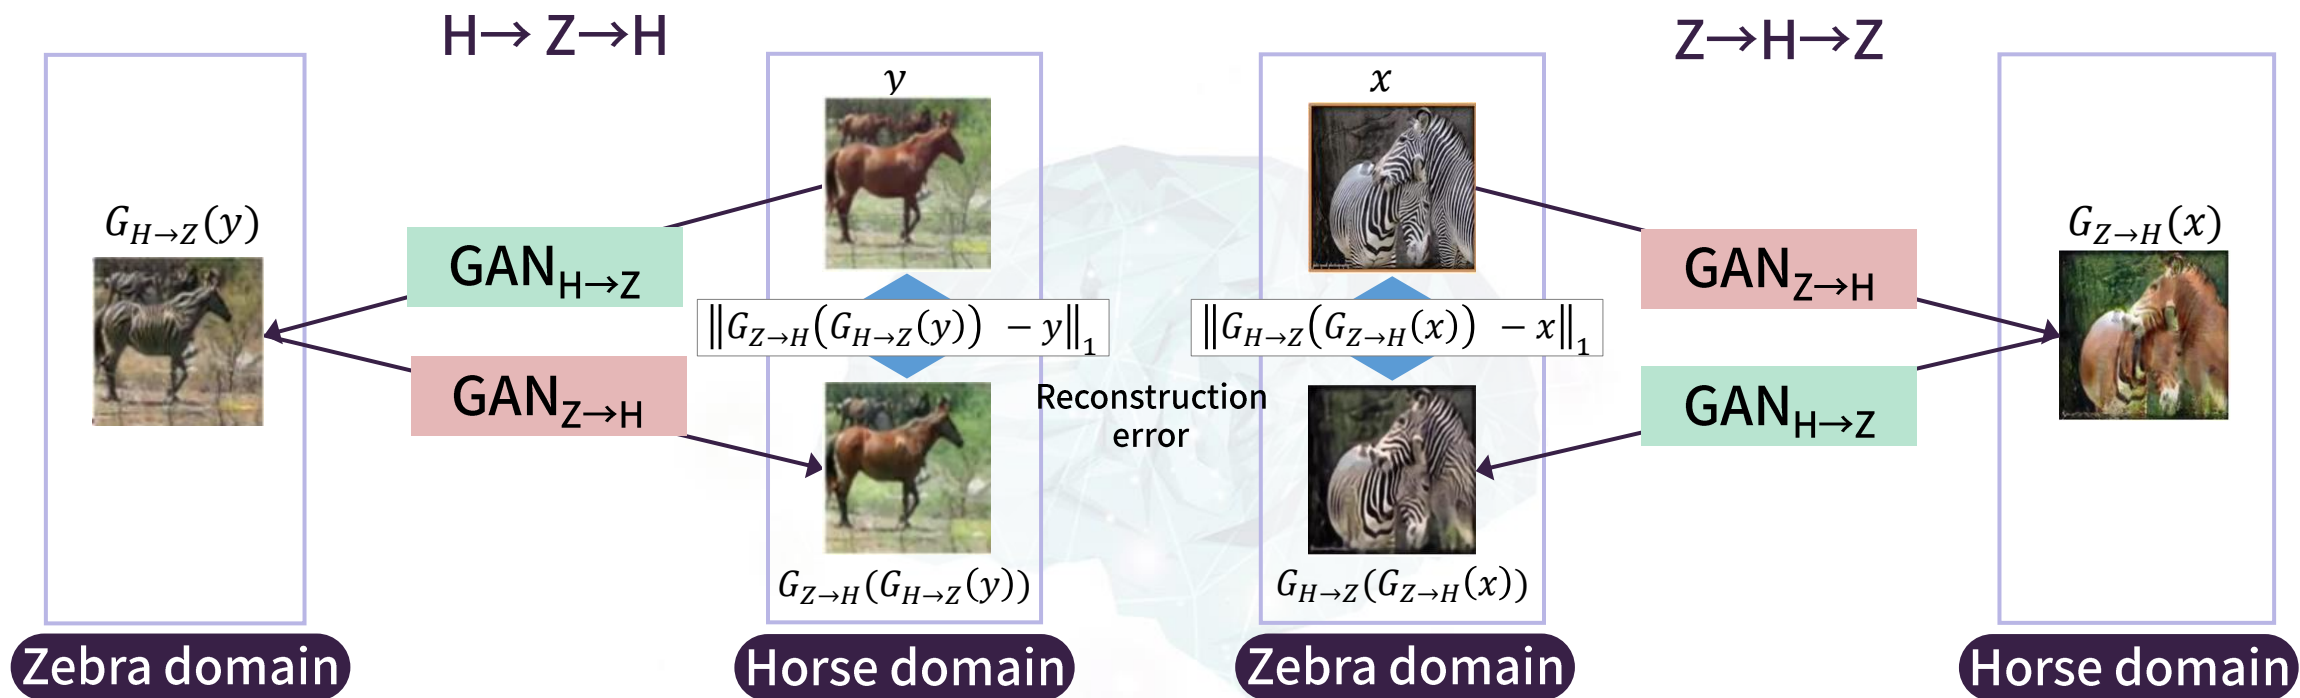 H→ Z→H
Z→H→Z
y
x
G_{H→Z}(y)
GAN_{H→Z}
GAN_{Z→H}
G_{Z→H}(x)
‖G_{Z→H}(G_{H→Z}(y)) − y‖_1
‖G_{H→Z}(G_{Z→H}(x)) − x‖_1
GAN_{Z→H}
GAN_{H→Z}
Reconstruction
error
G_{Z→H}(G_{H→Z}(y))
G_{H→Z}(G_{Z→H}(x))
Zebra domain
Horse domain
Zebra domain
Horse domain